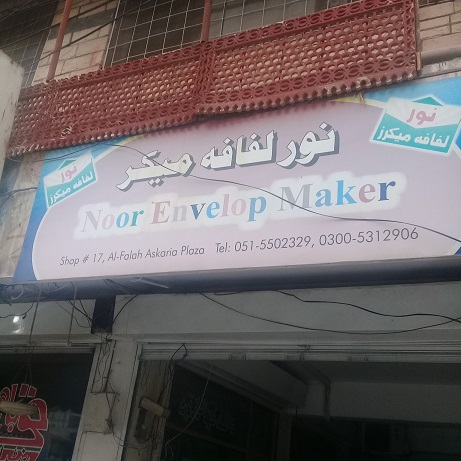 نور لفافہ میکر
نور
لفافہ میکرز
نور
لفافہ میکرز
Noor Envelop Maker
Shop # 17, Al-Falah Askaria Plaza Tel: 051-5502329, 0300-5312906